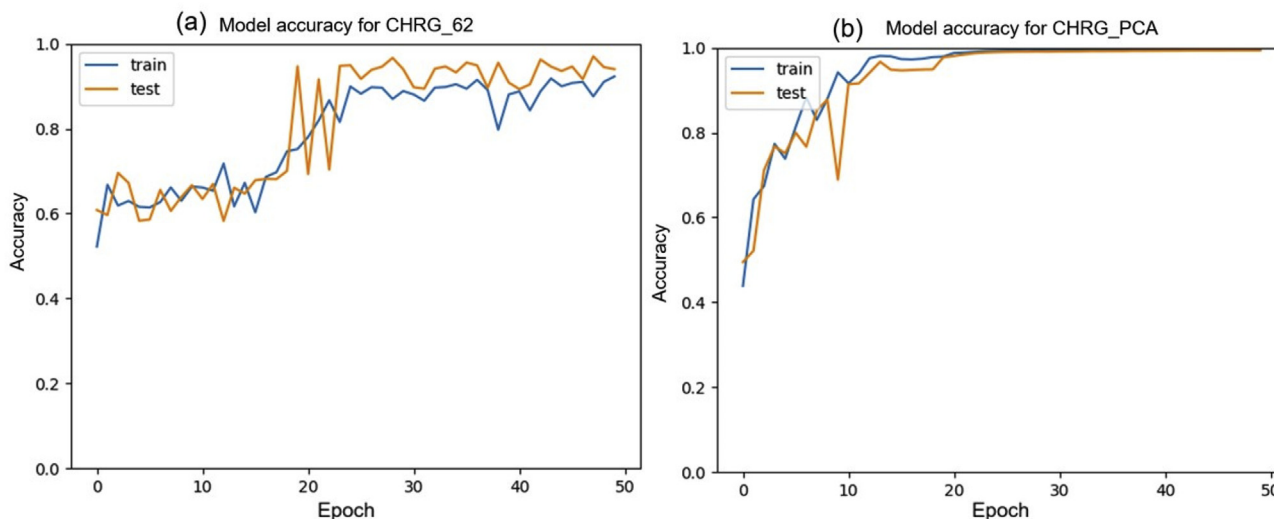 (a) Model accuracy for CHRG_62
1.0
0.8
0.6
0.4
0.2
0.0
Accuracy
train
test
0 10 20 30 40 50
Epoch
(b)
Model accuracy for CHRG_PCA
1.0
0.8
0.6
0.4
0.2
0.0
Accuracy
train
test
0 10 20 30 40 50
Epoch